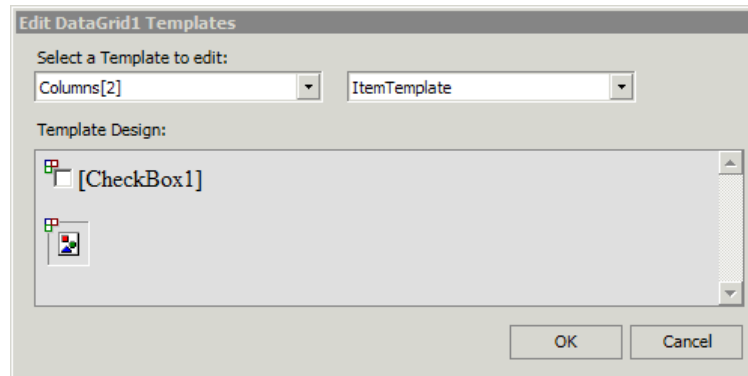 Edit DataGrid1 Templates
Select a Template to edit:
Columns[2] ItemTemplate
Template Design:
[CheckBox1]
OK Cancel